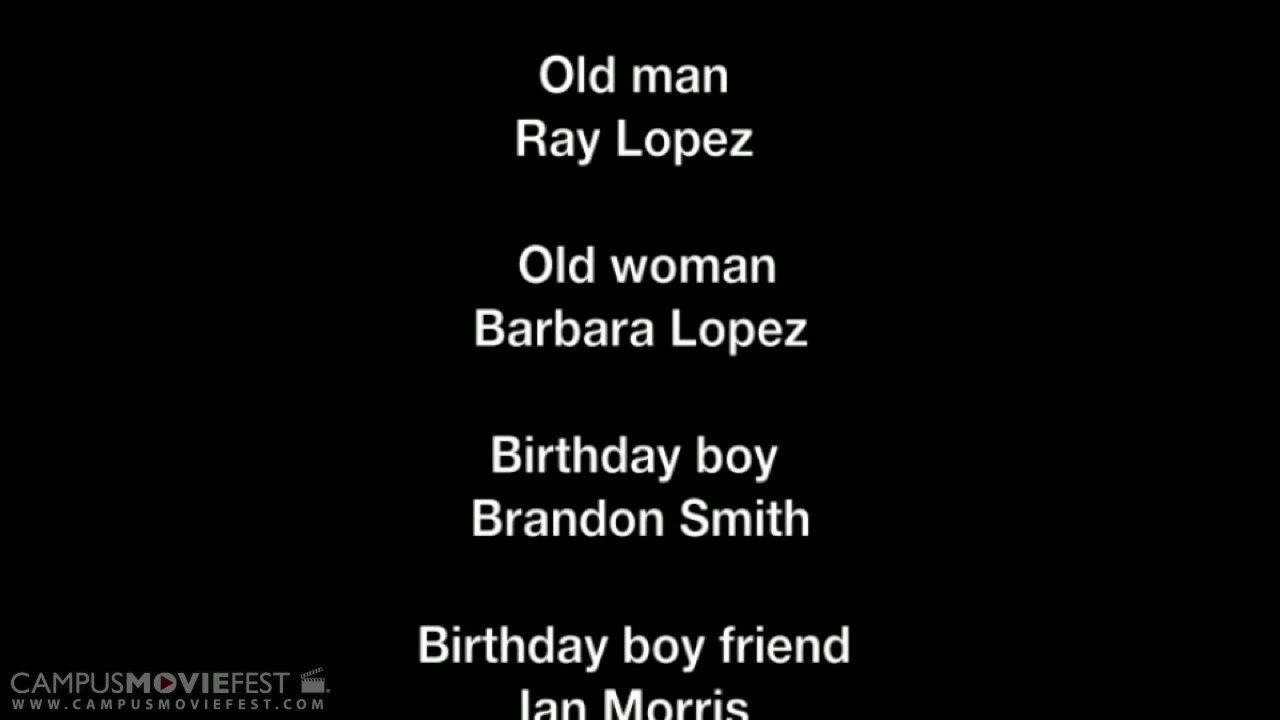 Old man
Ray Lopez
Old woman
Barbara Lopez
Birthday boy
Brandon Smith
Birthday boy friend
Ian Morris
CAMPUSMOVIEFEST
WWW.CAMPUSMOVIEFEST.COM